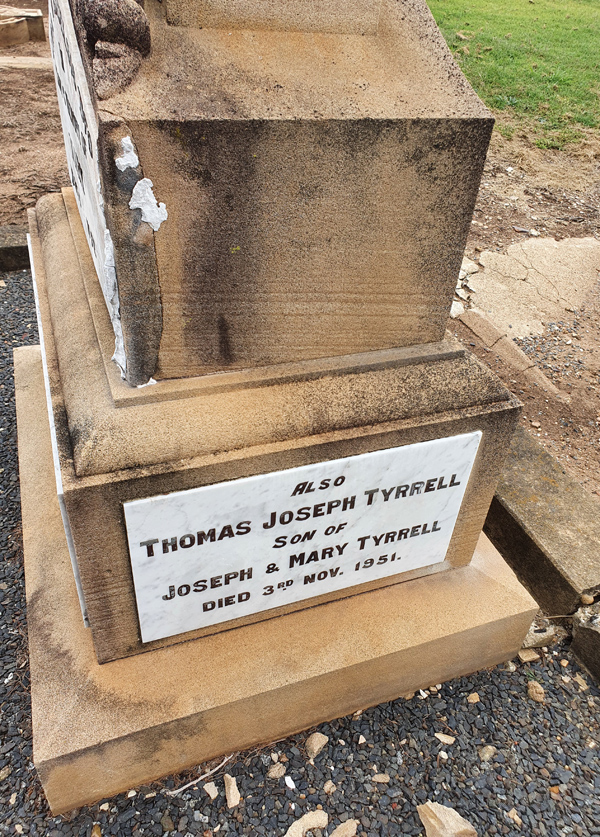 ALSO
THOMAS JOSEPH TYRRELL
SON OF
JOSEPH & MARY TYRRELL
DIED 3RD NOV. 1951.